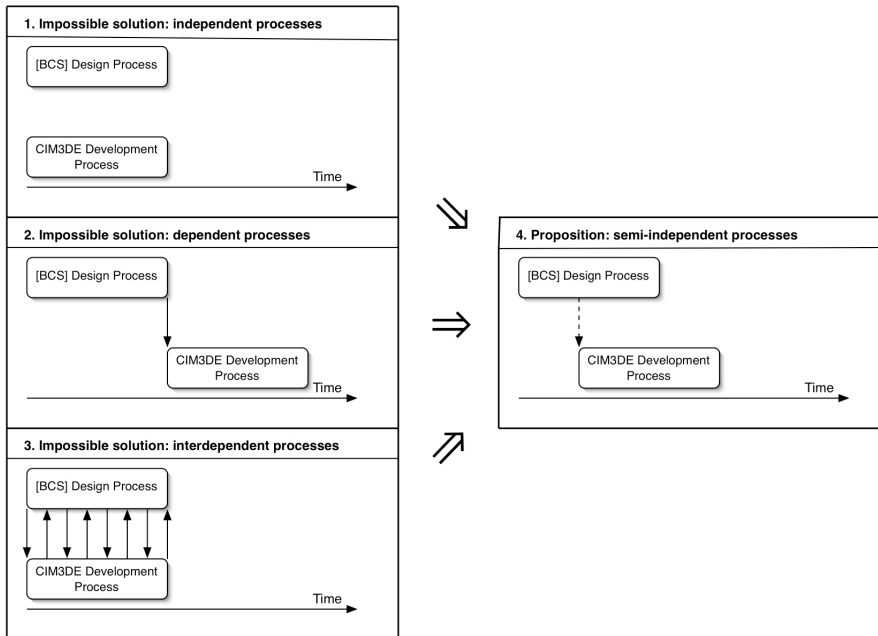 1. Impossible solution: independent processes
[BCS] Design Process
CIM3DE Development
Process
Time
2. Impossible solution: dependent processes
[BCS] Design Process
CIM3DE Development
Process
Time
3. Impossible solution: interdependent processes
[BCS] Design Process
CIM3DE Development
Process
Time
4. Proposition: semi-independent processes
[BCS] Design Process
CIM3DE Development
Process
Time